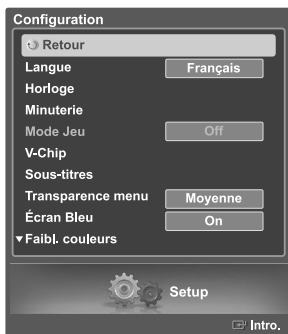 Configuration
Retour
Langue Français
Horloge
Minuterie
Mode Jeu Off
V-Chip
Sous-titres
Transparence menu Moyenne
Écran Bleu On
▼Faibl. couleurs
Setup
Intro.